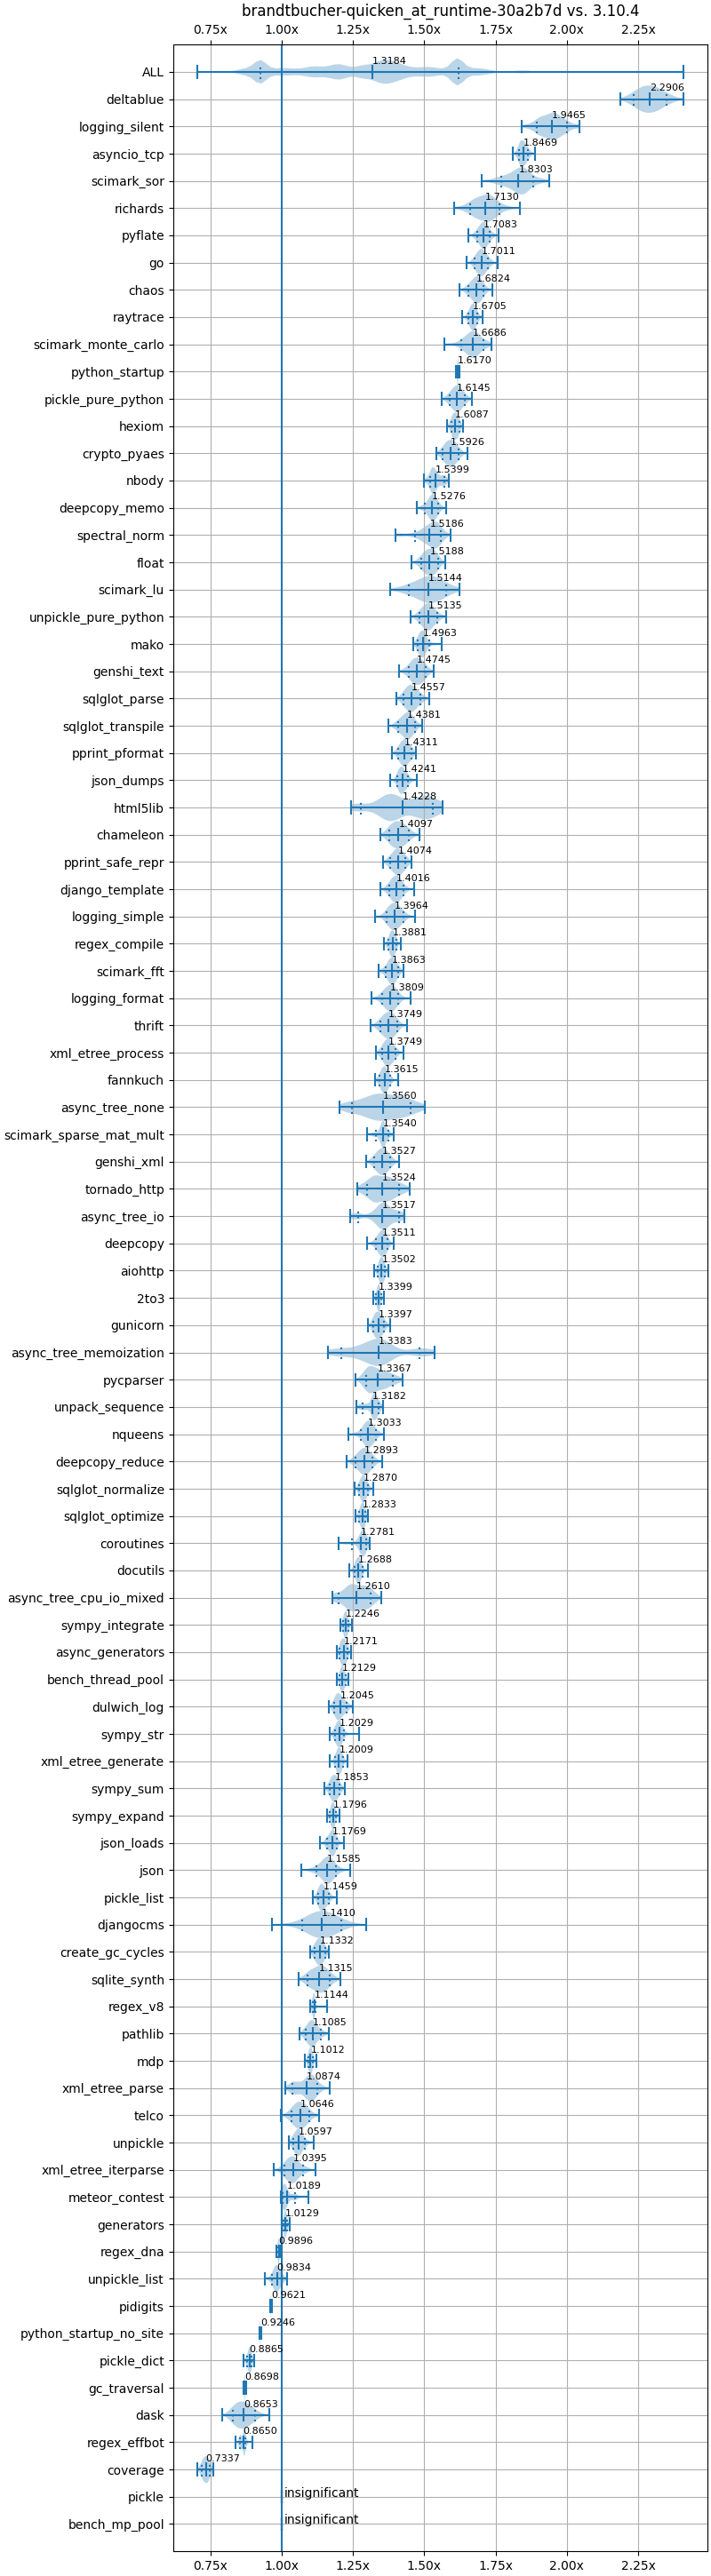 brandtbucher-quicken_at_runtime-30a2b7d vs. 3.10.4
0.75x 1.00x 1.25x 1.50x 1.75x 2.00x 2.25x
ALL 1.3184
deltablue 2.2906
logging_silent 1.9465
asyncio_tcp 1.8469
scimark_sor 1.8303
richards 1.7130
pyflate 1.7083
go 1.7011
chaos 1.6824
raytrace 1.6705
scimark_monte_carlo 1.6686
python_startup 1.6170
pickle_pure_python 1.6145
hexiom 1.6087
crypto_pyaes 1.5926
nbody 1.5399
deepcopy_memo 1.5276
spectral_norm 1.5186
float 1.5188
scimark_lu 1.5144
unpickle_pure_python 1.5135
mako 1.4963
genshi_text 1.4745
sqlglot_parse 1.4557
sqlglot_transpile 1.4381
pprint_pformat 1.4311
json_dumps 1.4241
html5lib 1.4228
chameleon 1.4097
pprint_safe_repr 1.4074
django_template 1.4016
logging_simple 1.3964
regex_compile 1.3881
scimark_fft 1.3863
logging_format 1.3809
thrift 1.3749
xml_etree_process 1.3749
fannkuch 1.3615
async_tree_none 1.3560
scimark_sparse_mat_mult 1.3540
genshi_xml 1.3527
tornado_http 1.3524
async_tree_io 1.3517
deepcopy 1.3511
aiohttp 1.3502
2to3 1.3399
gunicorn 1.3397
async_tree_memoization 1.3383
pycparser 1.3367
unpack_sequence 1.3182
nqueens 1.3033
deepcopy_reduce 1.2893
sqlglot_normalize 1.2870
sqlglot_optimize 1.2833
coroutines 1.2781
docutils 1.2688
async_tree_cpu_io_mixed 1.2610
sympy_integrate 1.2246
async_generators 1.2171
bench_thread_pool 1.2129
dulwich_log 1.2045
sympy_str 1.2029
xml_etree_generate 1.2009
sympy_sum 1.1853
sympy_expand 1.1796
json_loads 1.1769
json 1.1585
pickle_list 1.1459
djangocms 1.1410
create_gc_cycles 1.1332
sqlite_synth 1.1315
regex_v8 1.1144
pathlib 1.1085
mdp 1.1012
xml_etree_parse 1.0874
telco 1.0646
unpickle 1.0597
xml_etree_iterparse 1.0395
meteor_contest 1.0189
generators 1.0129
regex_dna 0.9896
unpickle_list 0.9834
pidigits 0.9621
python_startup_no_site 0.9246
pickle_dict 0.8865
gc_traversal 0.8698
dask 0.8653
regex_effbot 0.8650
coverage 0.7337
pickle insignificant
bench_mp_pool insignificant
0.75x 1.00x 1.25x 1.50x 1.75x 2.00x 2.25x